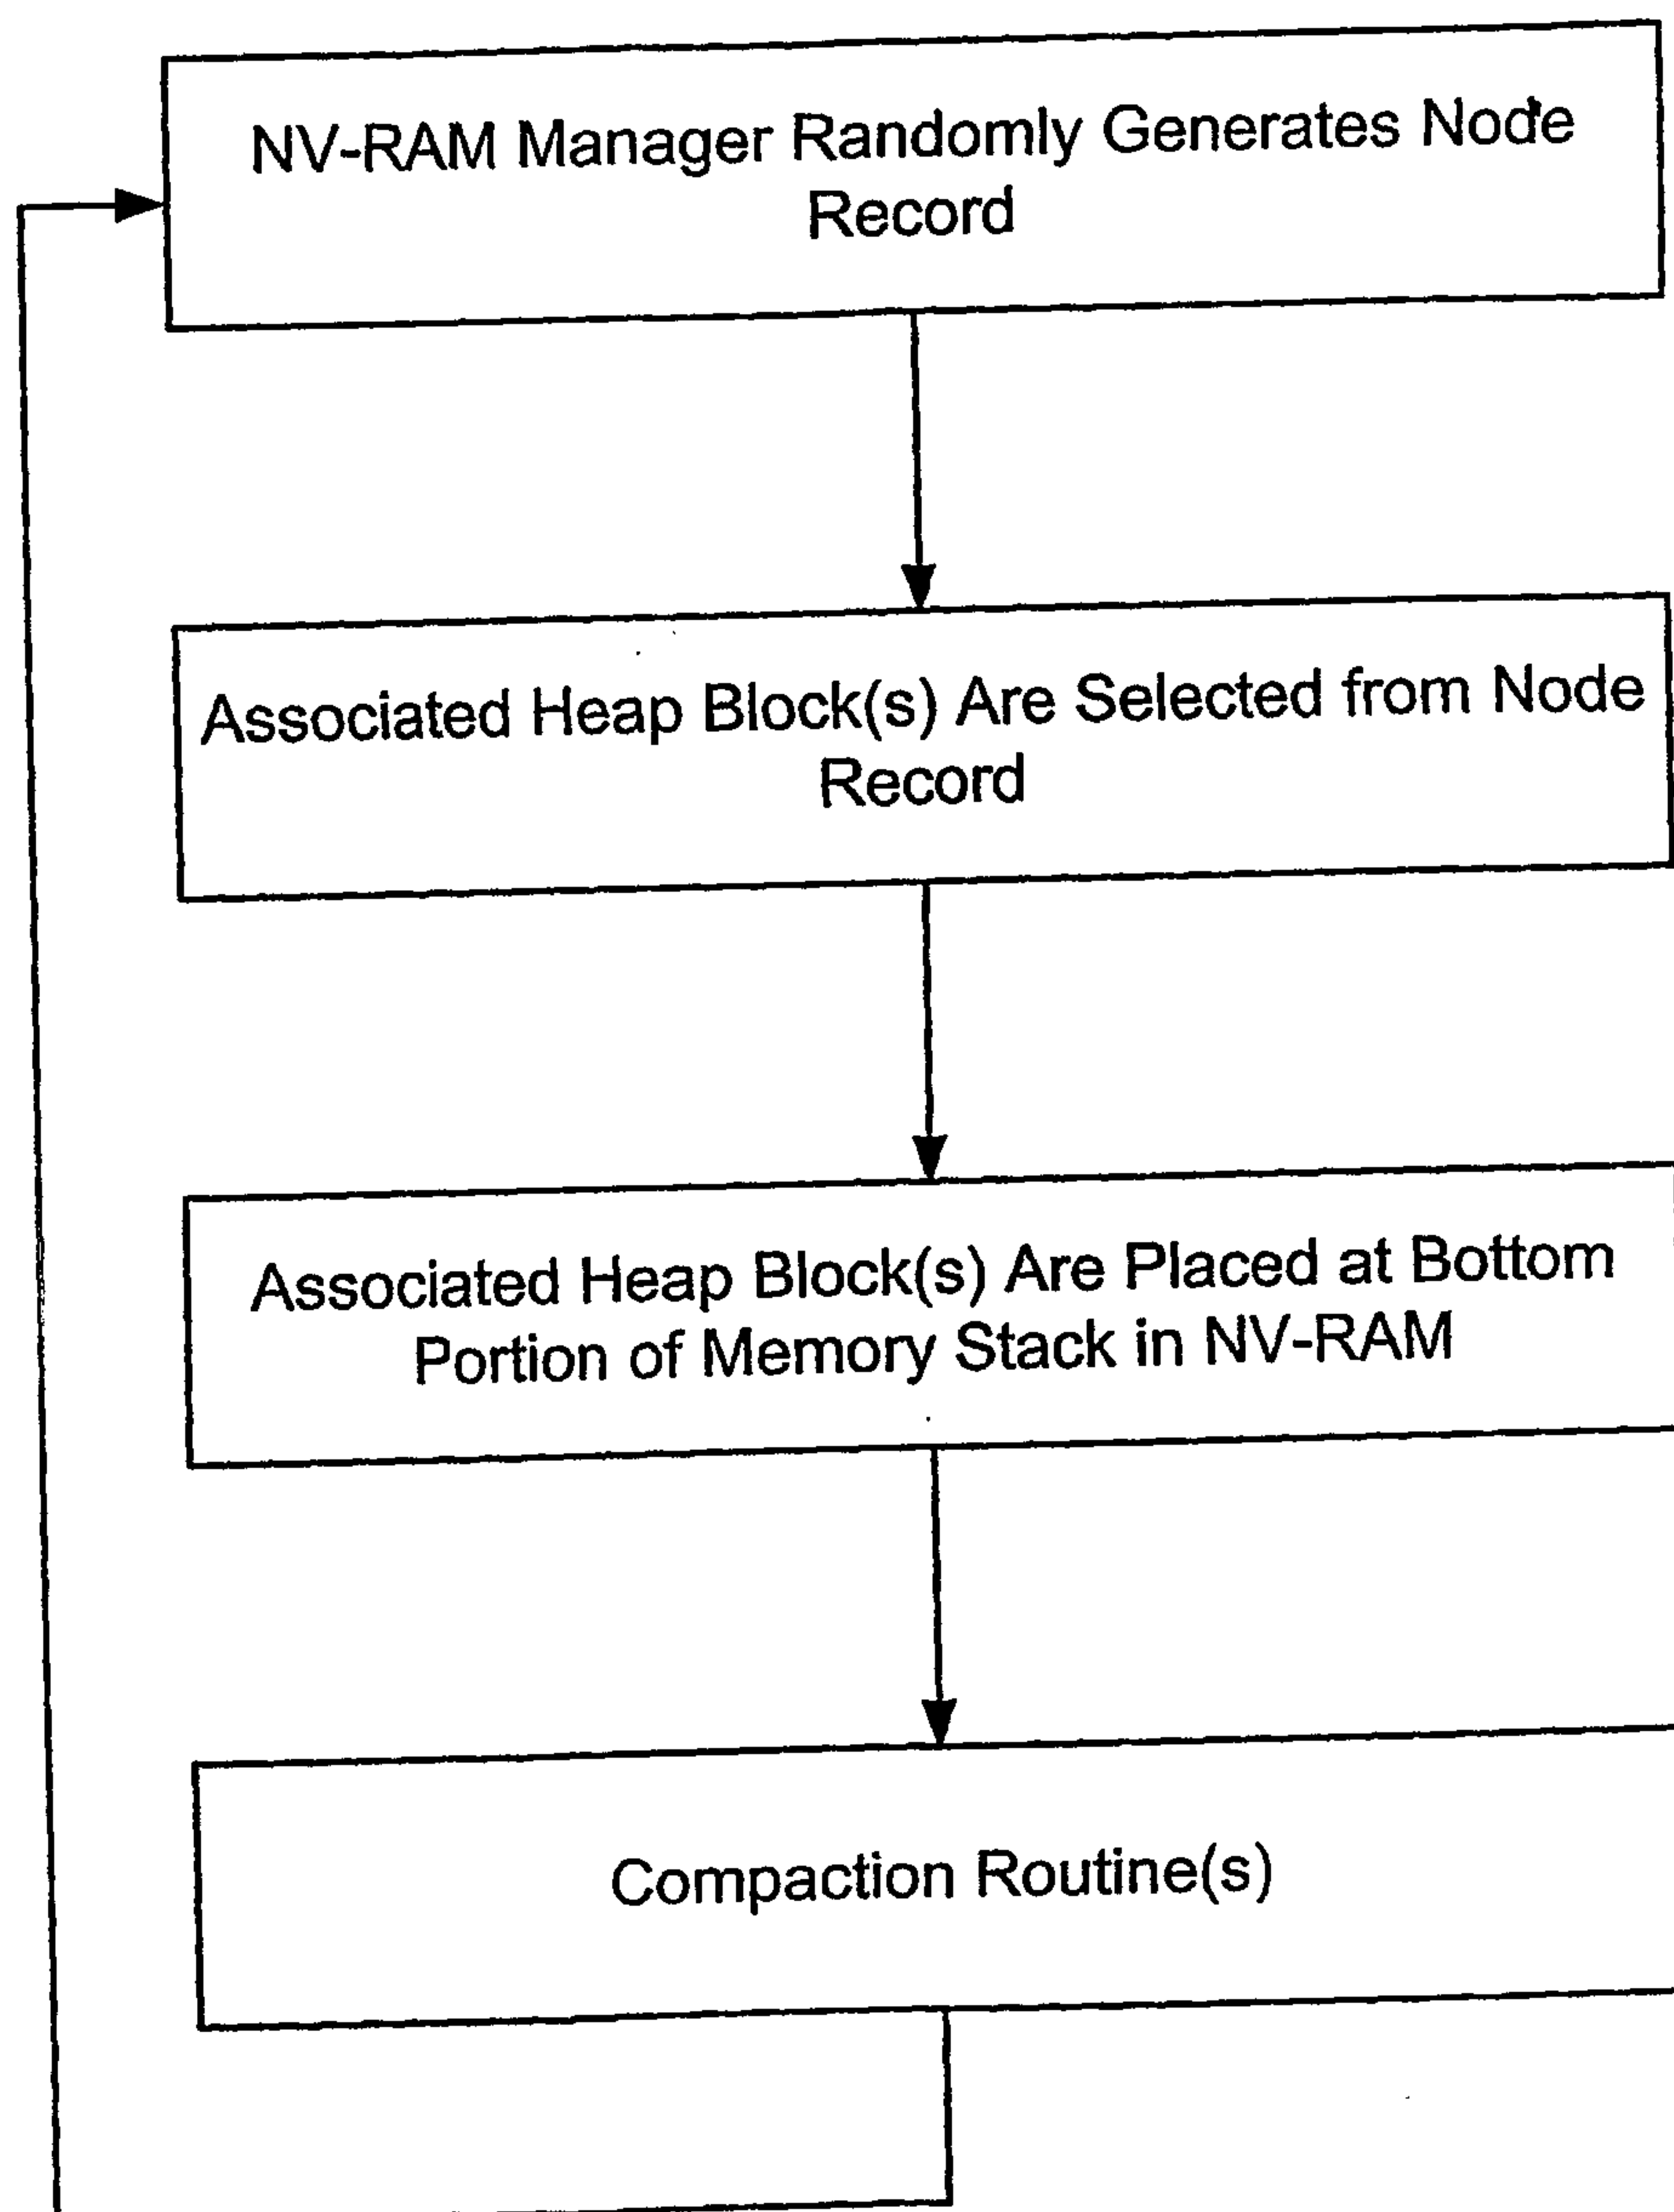 NV-RAM Manager Randomly Generates Node
Record
Associated Heap Block(s) Are Selected from Node
Record
Associated Heap Block(s) Are Placed at Bottom
Portion of Memory Stack in NV-RAM
Compaction Routine(s)